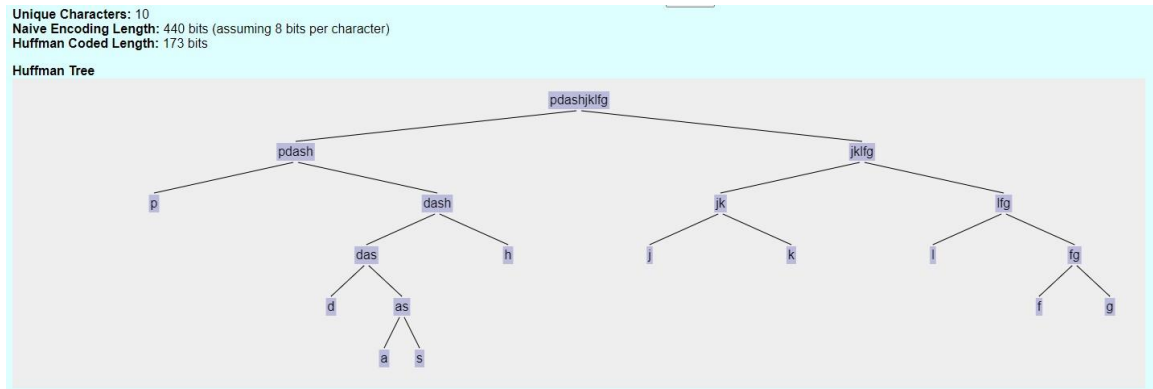 Unique Characters: 10
Naive Encoding Length: 440 bits (assuming 8 bits per character)
Huffman Coded Length: 173 bits
Huffman Tree
pdashjklfg
pdash jklfg
p dash jk lfg
das h j k l fg
d as f g
a s